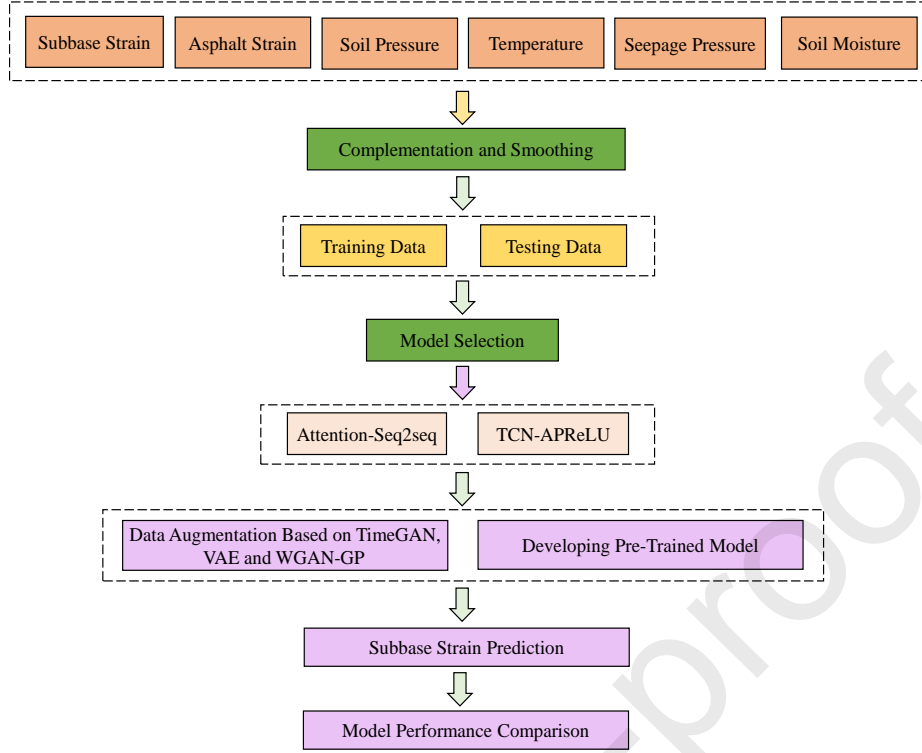 Subbase Strain
Asphalt Strain
Soil Pressure
Temperature
Seepage Pressure
Soil Moisture
Complementation and Smoothing
Training Data
Testing Data
Model Selection
Attention-Seq2seq
TCN-APReLU
Data Augmentation Based on TimeGAN,
VAE and WGAN-GP
Developing Pre-Trained Model
Subbase Strain Prediction
Model Performance Comparison
proof